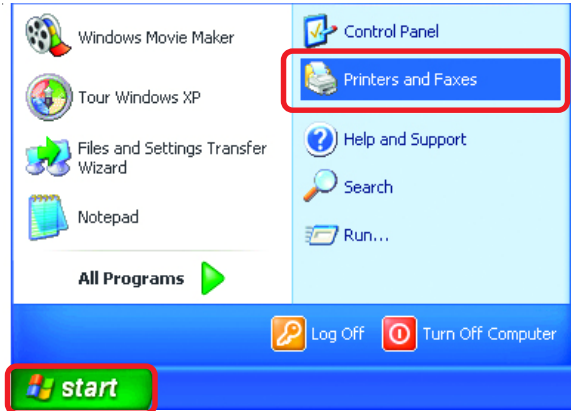 Windows Movie Maker
Tour Windows XP
Files and Settings Transfer
Wizard
Notepad
All Programs
Control Panel
Printers and Faxes
Help and Support
Search
Run...
Log Off
Turn Off Computer
start